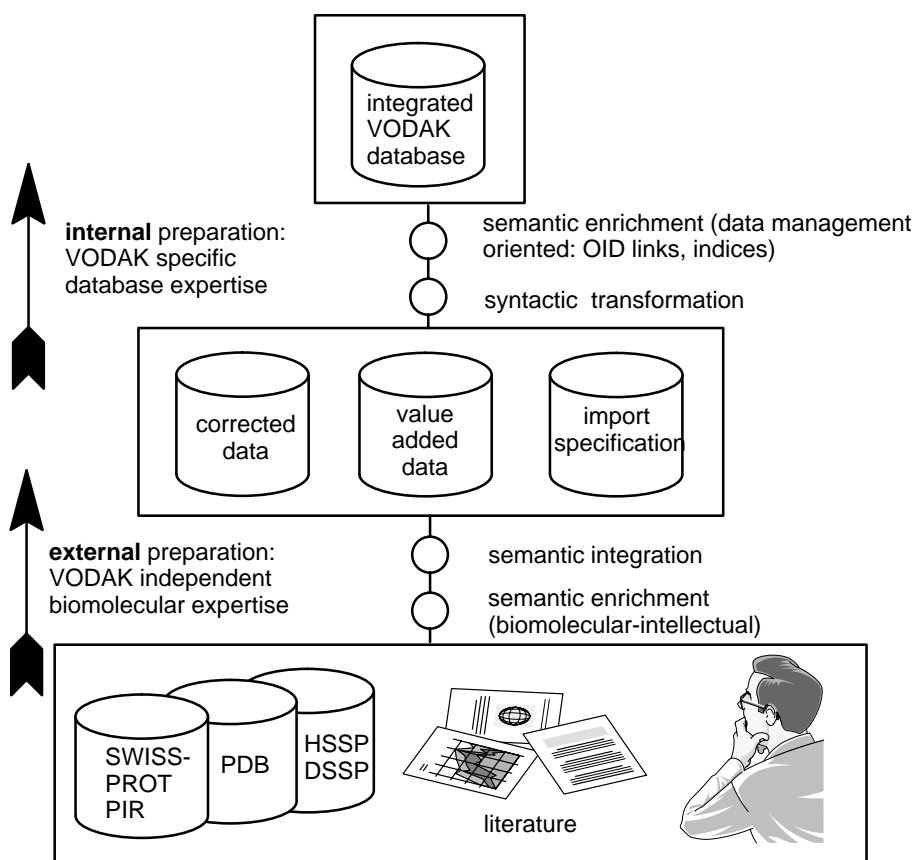 integrated
VODAK
database
internal preparation:
VODAK specific
database expertise
semantic enrichment (data management
oriented: OID links, indices)
syntactic transformation
corrected
data
value
added
data
import
specification
external preparation:
VODAK independent
biomolecular expertise
semantic integration
semantic enrichment
(biomolecular-intellectual)
SWISS-
PROT
PIR
PDB
HSSP
DSSP
literature